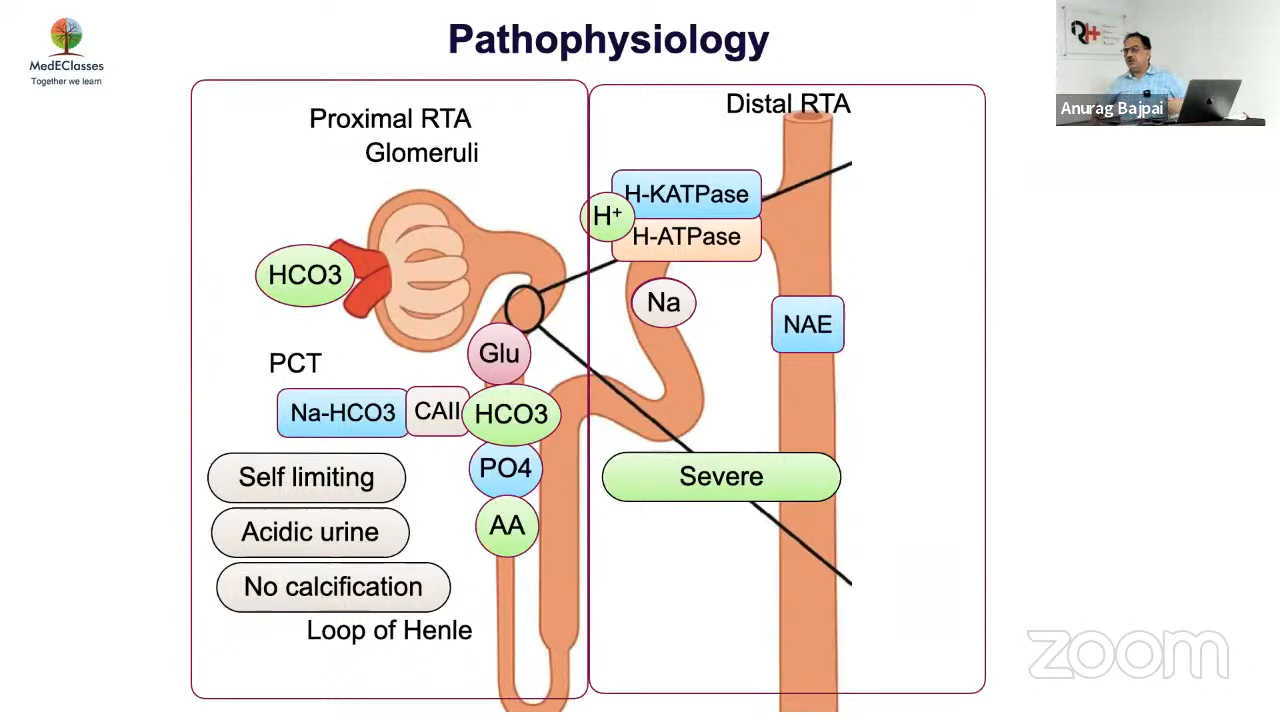 Pathophysiology
MedEClasses
Together we learn
Anurag Bajpai
Proximal RTA
Glomeruli
HCO3
Glu
PCT
Na-HCO3
CAII
HCO3
PO4
AA
Self limiting
Acidic urine
No calcification
Loop of Henle
Distal RTA
H-KATPase
H+
H-ATPase
Na
NAE
Severe
zoom